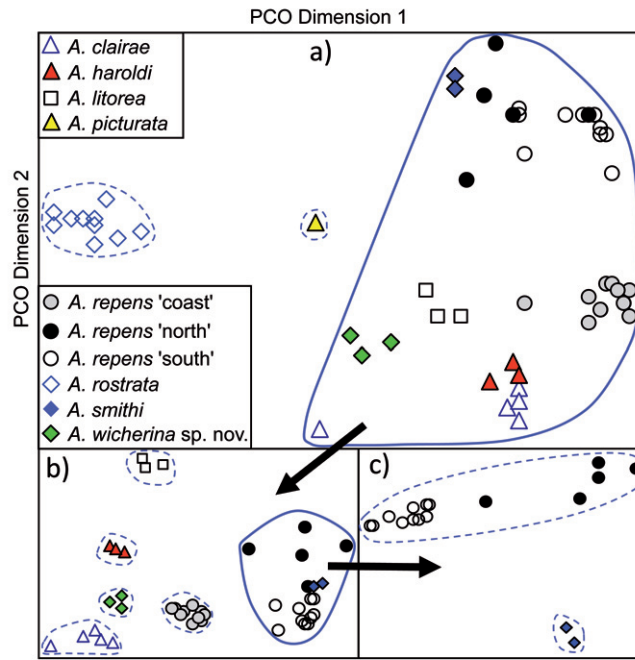 PCO Dimension 1
PCO Dimension 2
a)
A. clairae
A. haroldi
A. litorea
A. picturata
A. repens 'coast'
A. repens 'north'
A. repens 'south'
A. rostrata
A. smithi
A. wicherina sp. nov.
b)
c)